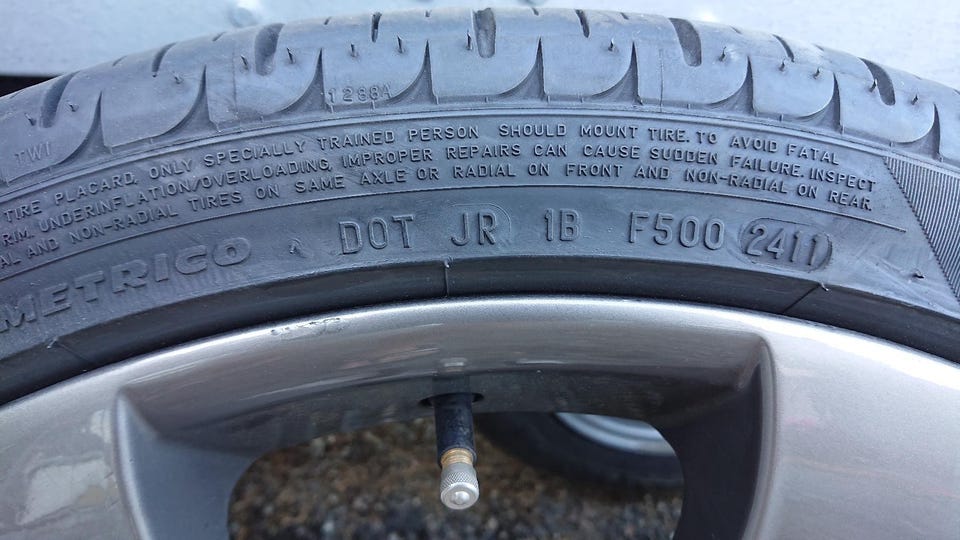 1288A
TWI
TIRE PLACARD, ONLY SPECIALLY TRAINED PERSON SHOULD MOUNT TIRE. TO AVOID FATAL
RIM. UNDERINFLATION/OVERLOADING, IMPROPER REPAIRS CAN CAUSE SUDDEN FAILURE. INSPECT
AND NON-RADIAL TIRES ON SAME AXLE OR RADIAL ON FRONT AND NON-RADIAL ON REAR.
METRICO DOT JR 1B F500 2411